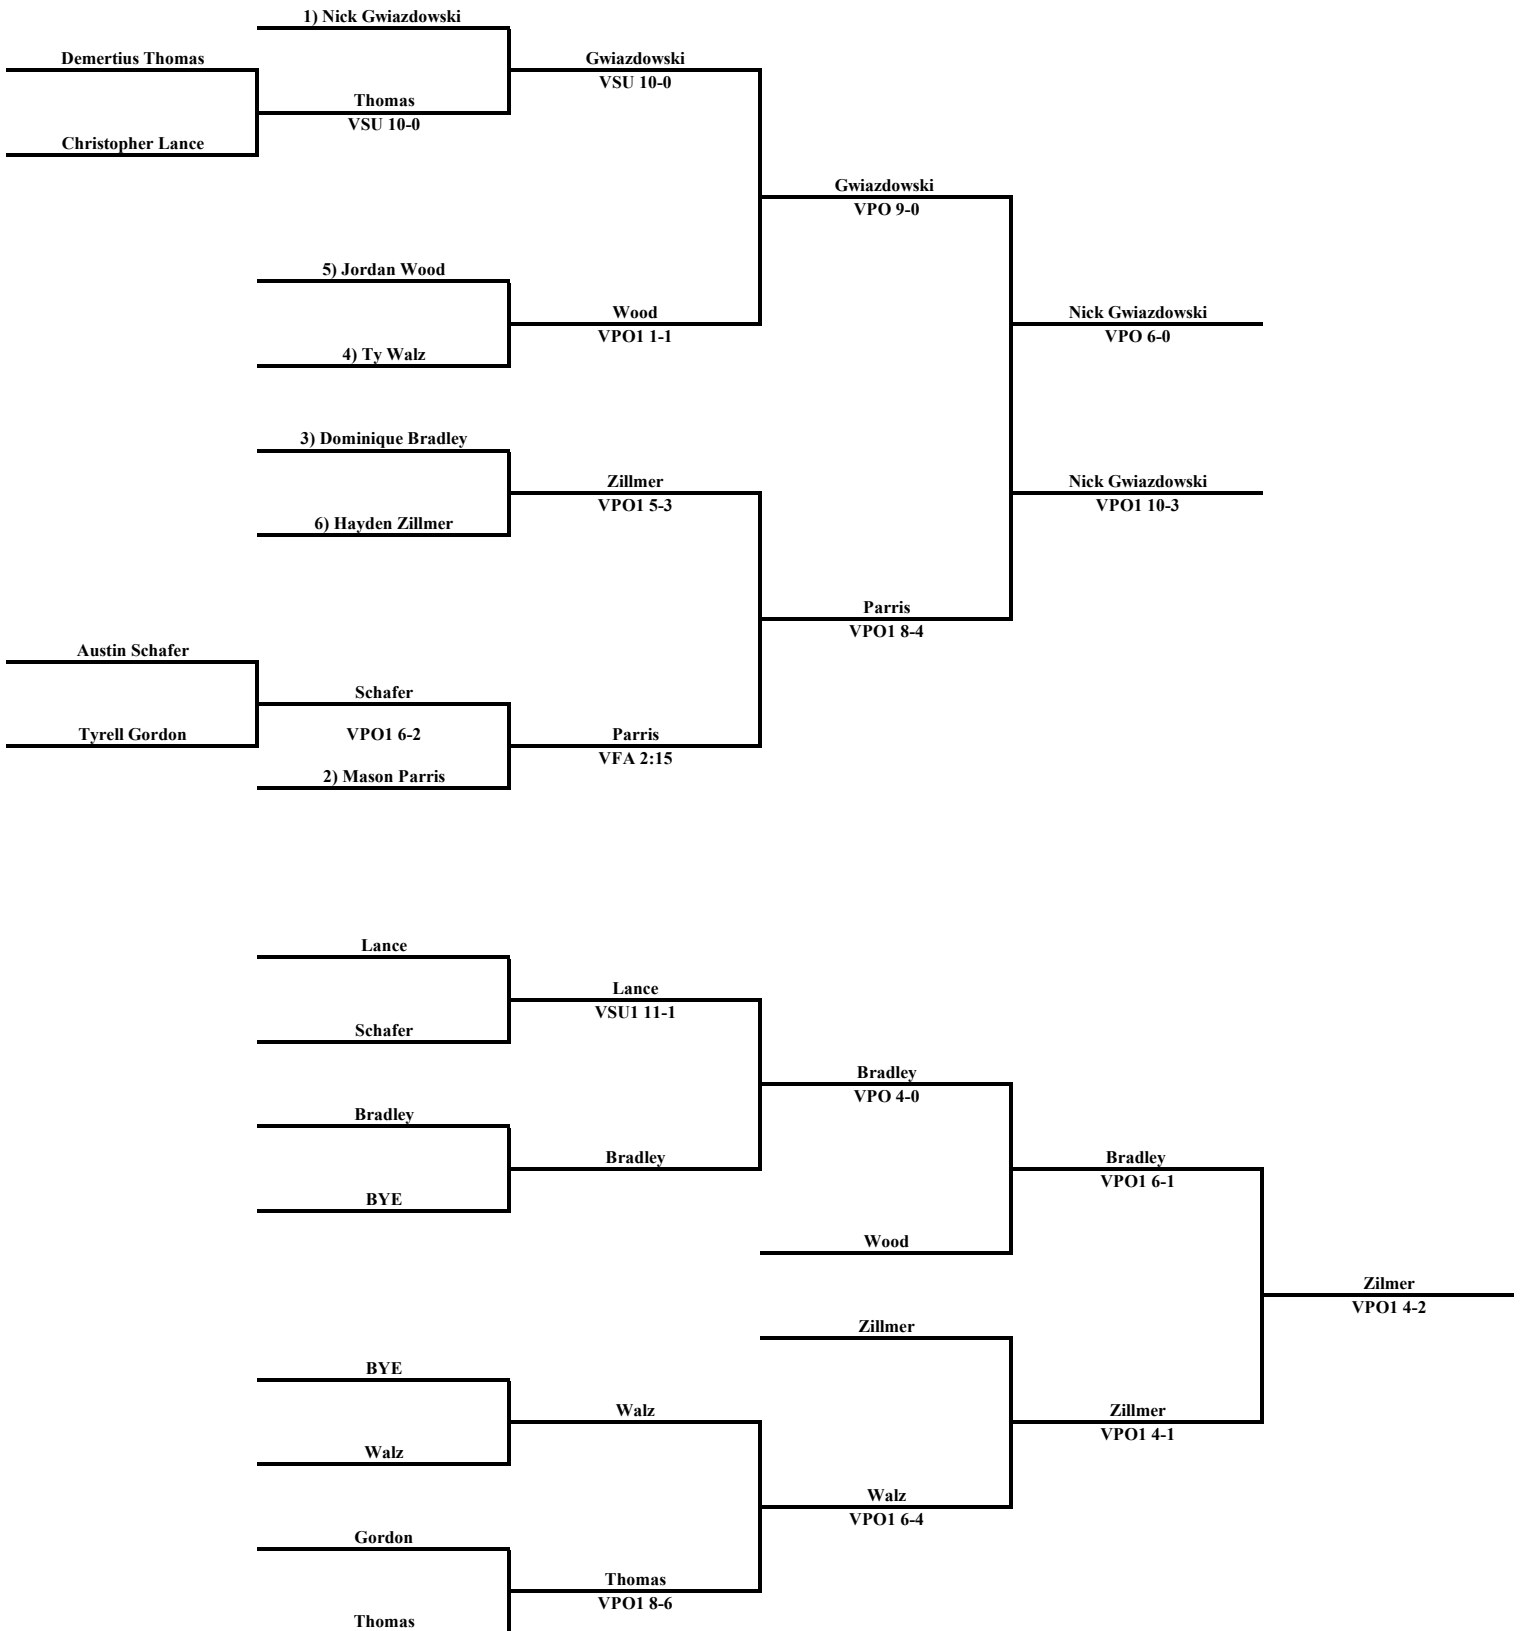 1) Nick Gwiazdowski
Demertius Thomas
Gwiazdowski
VSU 10-0
Thomas
VSU 10-0
Christopher Lance
Gwiazdowski
VPO 9-0
5) Jordan Wood
Wood
VPO1 1-1
Nick Gwiazdowski
VPO 6-0
4) Ty Walz
3) Dominique Bradley
Zillmer
VPO1 5-3
Nick Gwiazdowski
VPO1 10-3
6) Hayden Zillmer
Parris
VPO1 8-4
Austin Schafer
Schafer
Tyrell Gordon
VPO1 6-2
Parris
VFA 2:15
2) Mason Parris
Lance
Lance
VSU1 11-1
Schafer
Bradley
VPO 4-0
Bradley
Bradley
Bradley
VPO1 6-1
BYE
Wood
Zilmer
VPO1 4-2
Zillmer
BYE
Walz
Zillmer
VPO1 4-1
Walz
Walz
VPO1 6-4
Gordon
Thomas
VPO1 8-6
Thomas